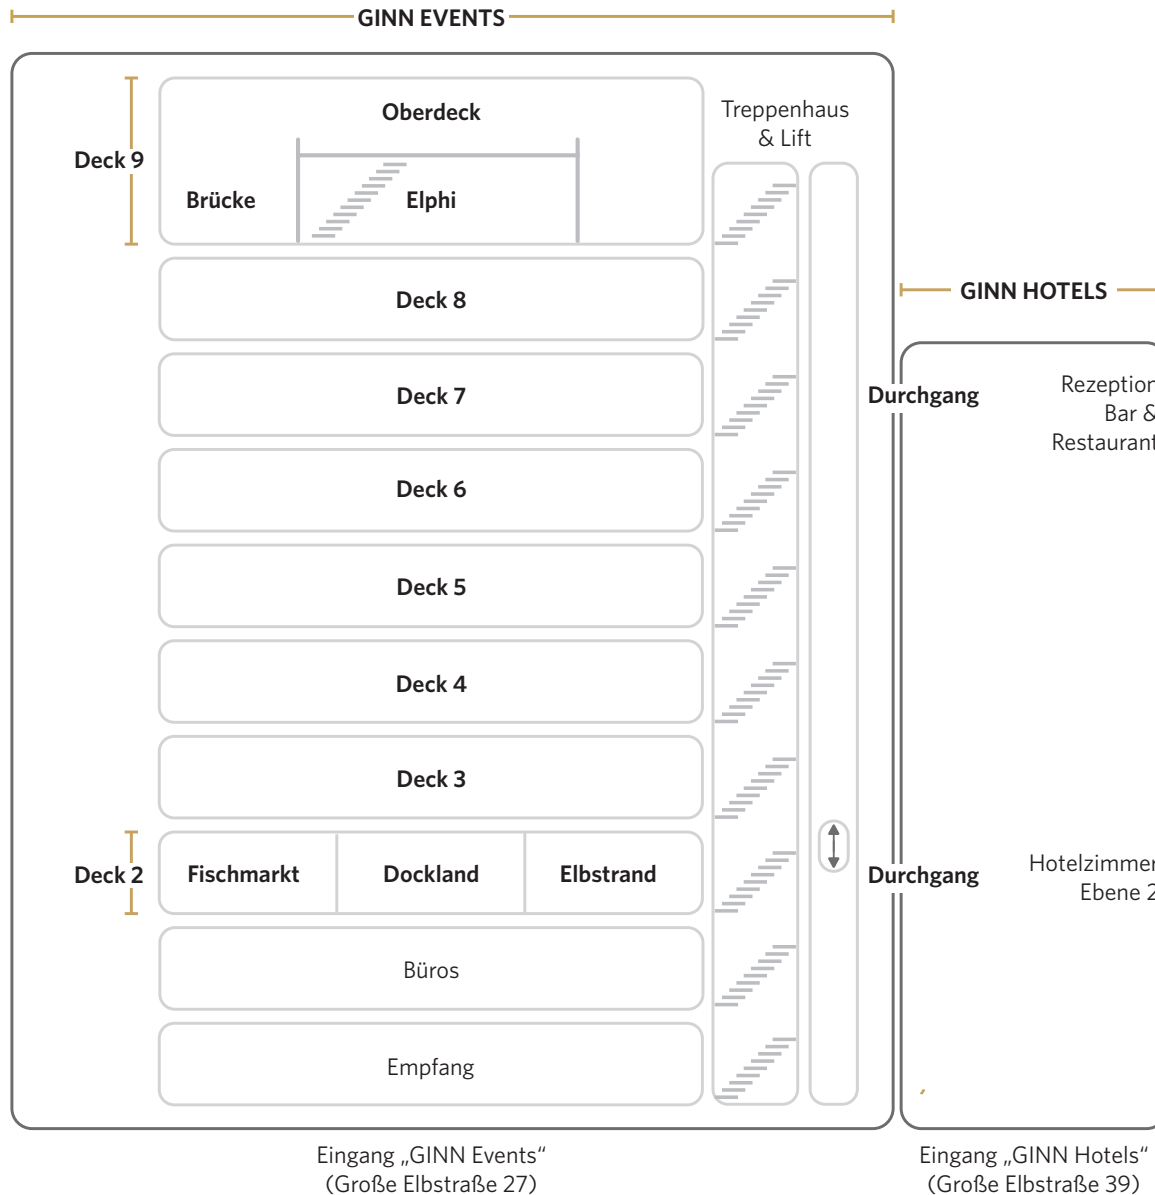 GINN EVENTS
Oberdeck
Treppenhaus
& Lift
Deck 9
Brücke
Elphi
Deck 8
GINN HOTELS
Deck 7
Durchgang
Rezeption
Bar &
Restaurant
Deck 6
Deck 5
Deck 4
Deck 3
Deck 2
Fischmarkt
Dockland
Elbstrand
Durchgang
Hotelzimmer
Ebene 2
Büros
Empfang
Eingang „GINN Events“
(Große Elbstraße 27)
Eingang „GINN Hotels“
(Große Elbstraße 39)